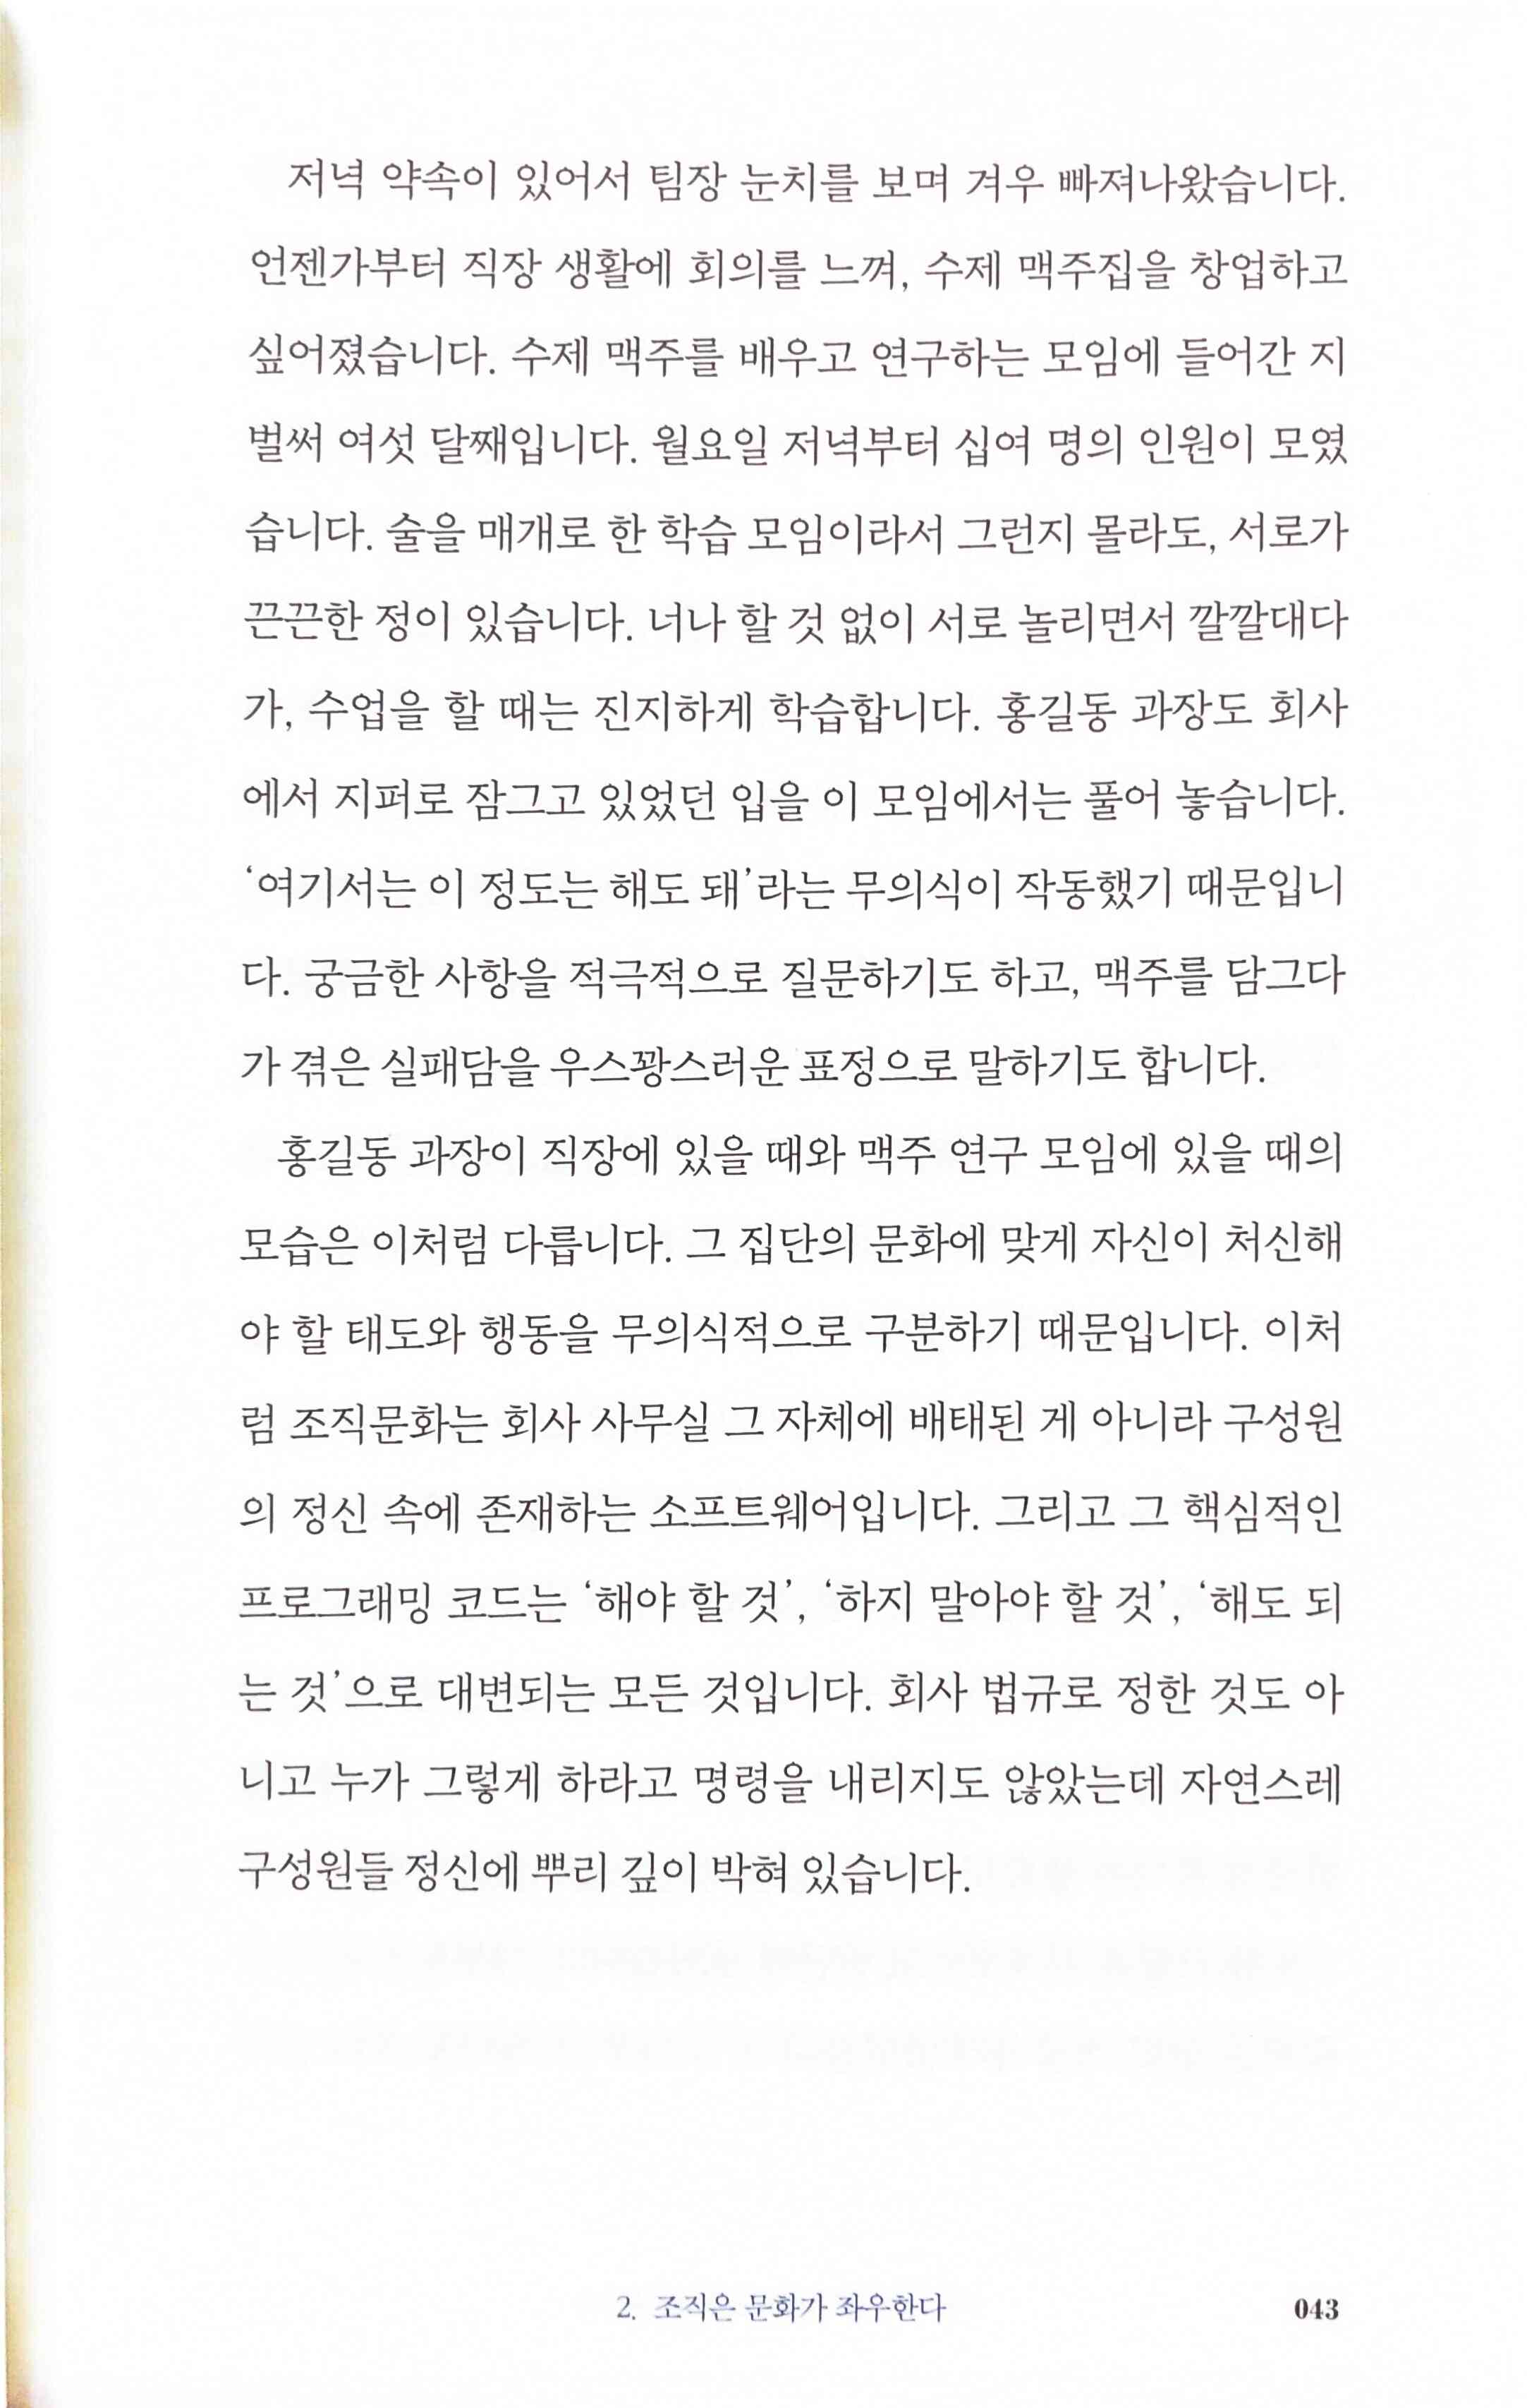 저녁 약속이 있어서 팀장 눈치를 보며 겨우 빠져나왔습니다.
언젠가부터 직장 생활에 회의를 느껴, 수제 맥주집을 창업하고
싶어졌습니다. 수제 맥주를 배우고 연구하는 모임에 들어간 지
벌써 여섯 달째입니다. 월요일 저녁부터 십여 명의 인원이 모였
습니다. 술을 매개로 한 학습 모임이라서 그런지 몰라도, 서로가
끈끈한 정이 있습니다. 너나 할 것 없이 서로 놀리면서 깔깔대다
가, 수업을 할 때는 진지하게 학습합니다. 홍길동 과장도 회사
에서 지퍼로 잠그고 있었던 입을 이 모임에서는 풀어 놓습니다.
‘여기서는 이 정도는 해도 돼’라는 무의식이 작동했기 때문입니
다. 궁금한 사항을 적극적으로 질문하기도 하고, 맥주를 담그다
가 겪은 실패담을 우스꽝스러운 표정으로 말하기도 합니다.
홍길동 과장이 직장에 있을 때와 맥주 연구 모임에 있을 때의
모습은 이처럼 다릅니다. 그 집단의 문화에 맞게 자신이 처신해
야 할 태도와 행동을 무의식적으로 구분하기 때문입니다. 이처
럼 조직문화는 회사 사무실 그 자체에 배태된 게 아니라 구성원
의 정신 속에 존재하는 소프트웨어입니다. 그리고 그 핵심적인
프로그래밍 코드는 ‘해야 할 것’, ‘하지 말아야 할 것’, ‘해도 되
는 것’으로 대변되는 모든 것입니다. 회사 법규로 정한 것도 아
니고 누가 그렇게 하라고 명령을 내리지도 않았는데 자연스레
구성원들 정신에 뿌리 깊이 박혀 있습니다.
2. 조직은 문화가 좌우한다 043